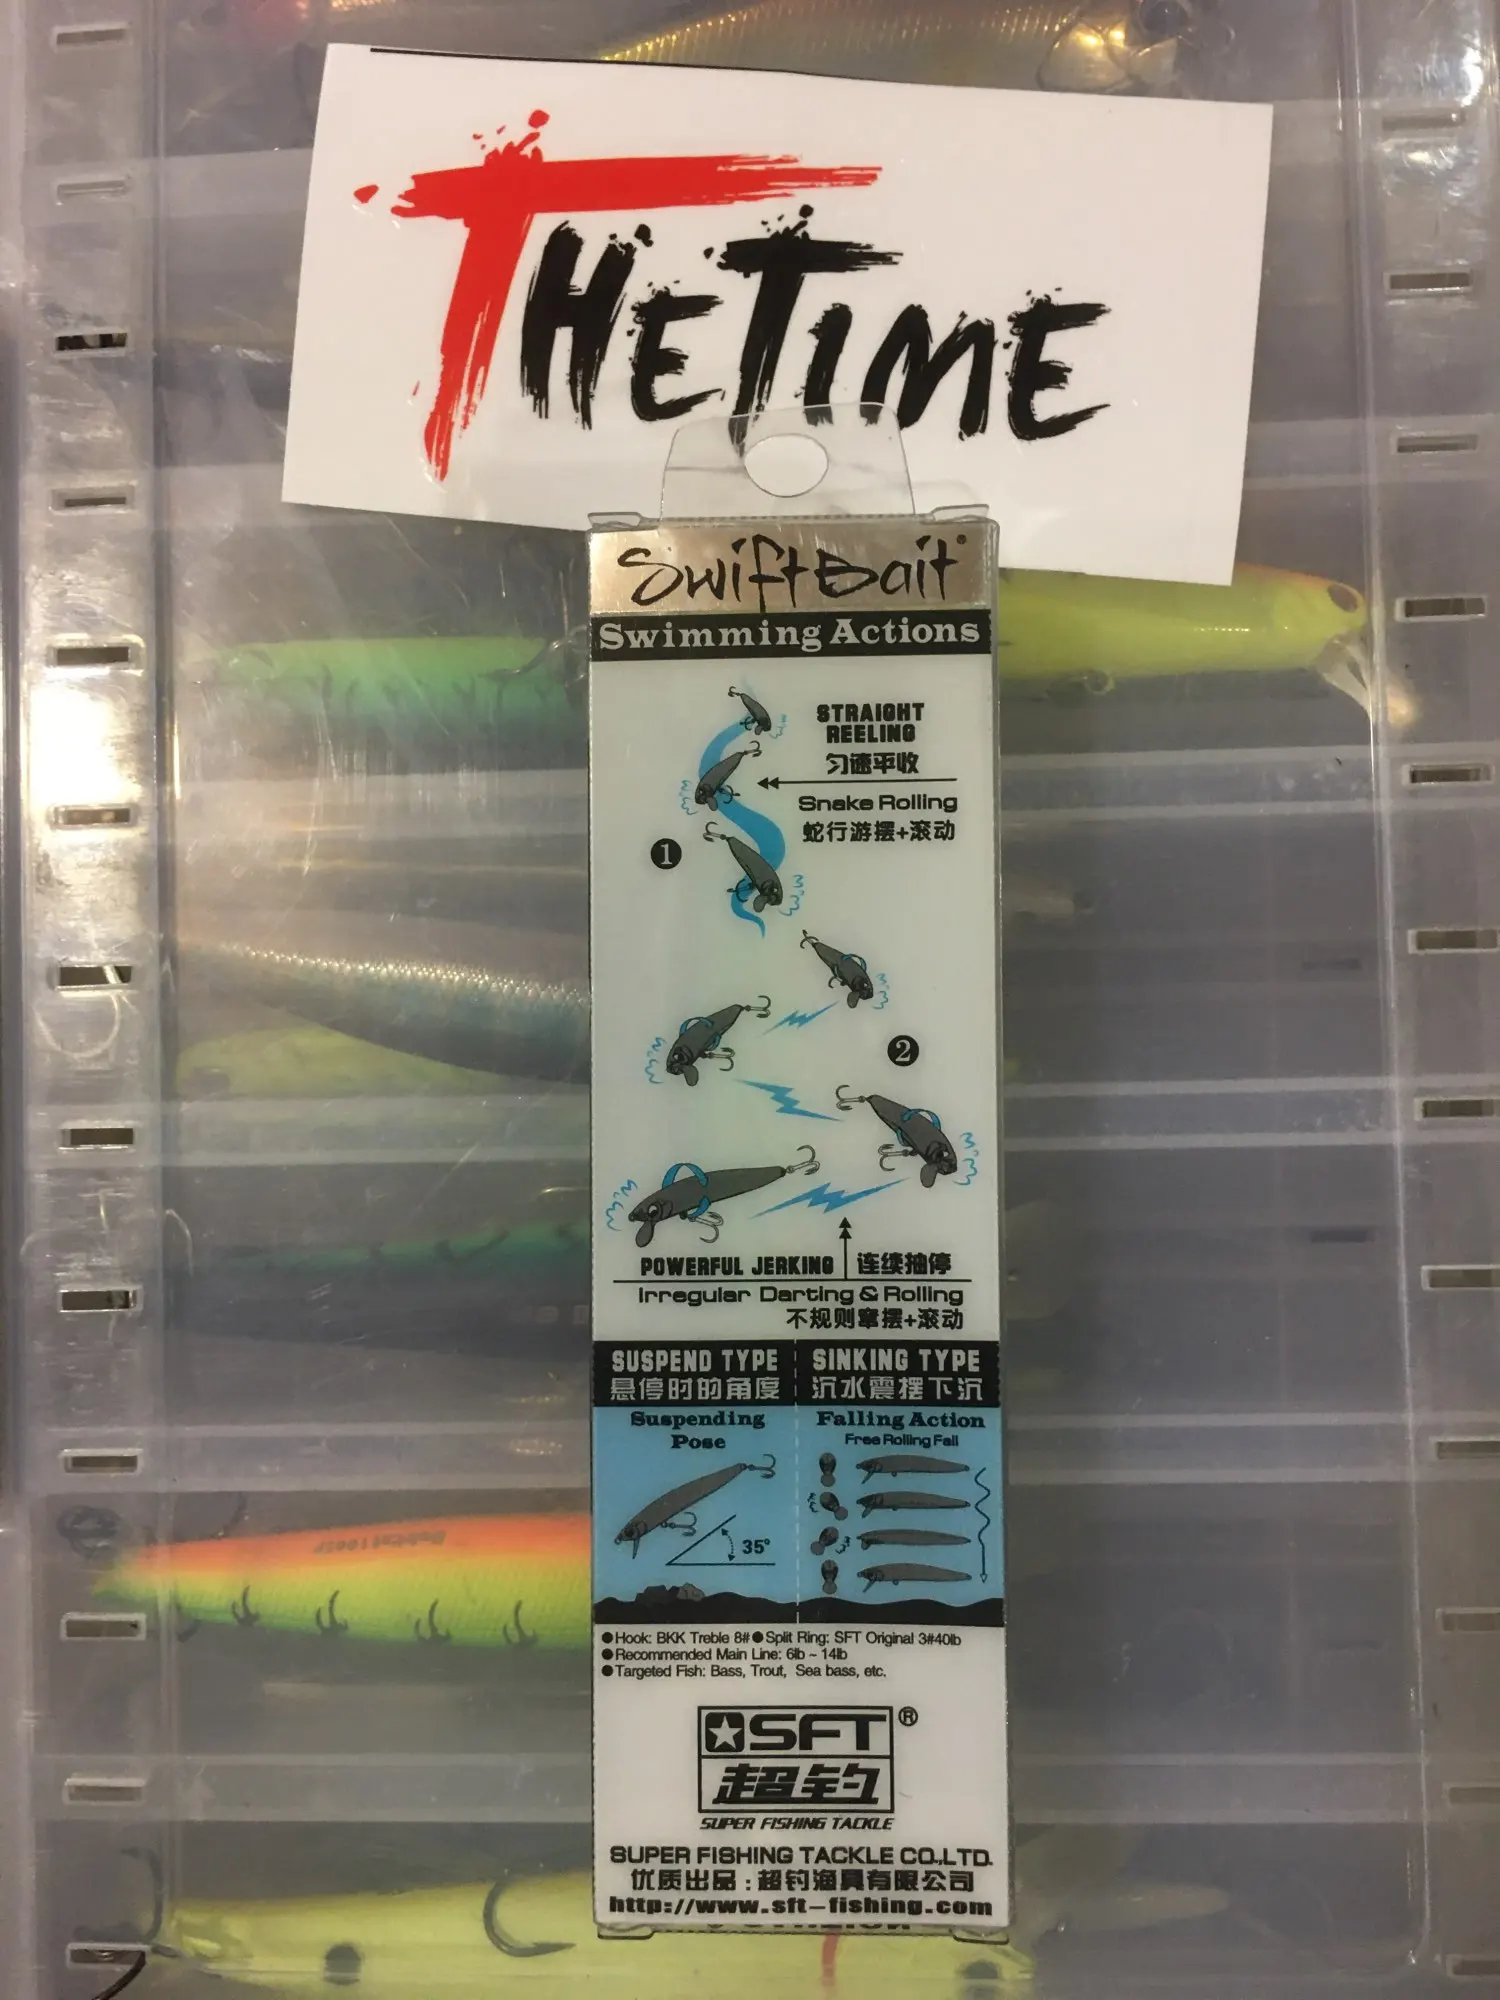 THETIME
SwiftBait®
Swimming Actions
STRAIGHT
REELING
匀速平收
Snake Rolling
蛇行游摆+滚动
1
2
POWERFUL JERKING
连续抽停
Irregular Darting & Rolling
不规则窜摆+滚动
SUSPEND TYPE
悬停时的角度
SINKING TYPE
沉水震摆下沉
Suspending
Pose
35°
Falling Action
Free Rolling Fall
●Hook: BKK Treble 8# ●Split Ring: SFT Original 3#40lb
●Recommended Main Line: 6lb ~ 14lb
●Targeted Fish: Bass, Trout, Sea bass, etc.
SFT®
超钓
SUPER FISHING TACKLE
SUPER FISHING TACKLE CO.,LTD.
优质出品:超钓渔具有限公司
http://www.sft-fishing.com